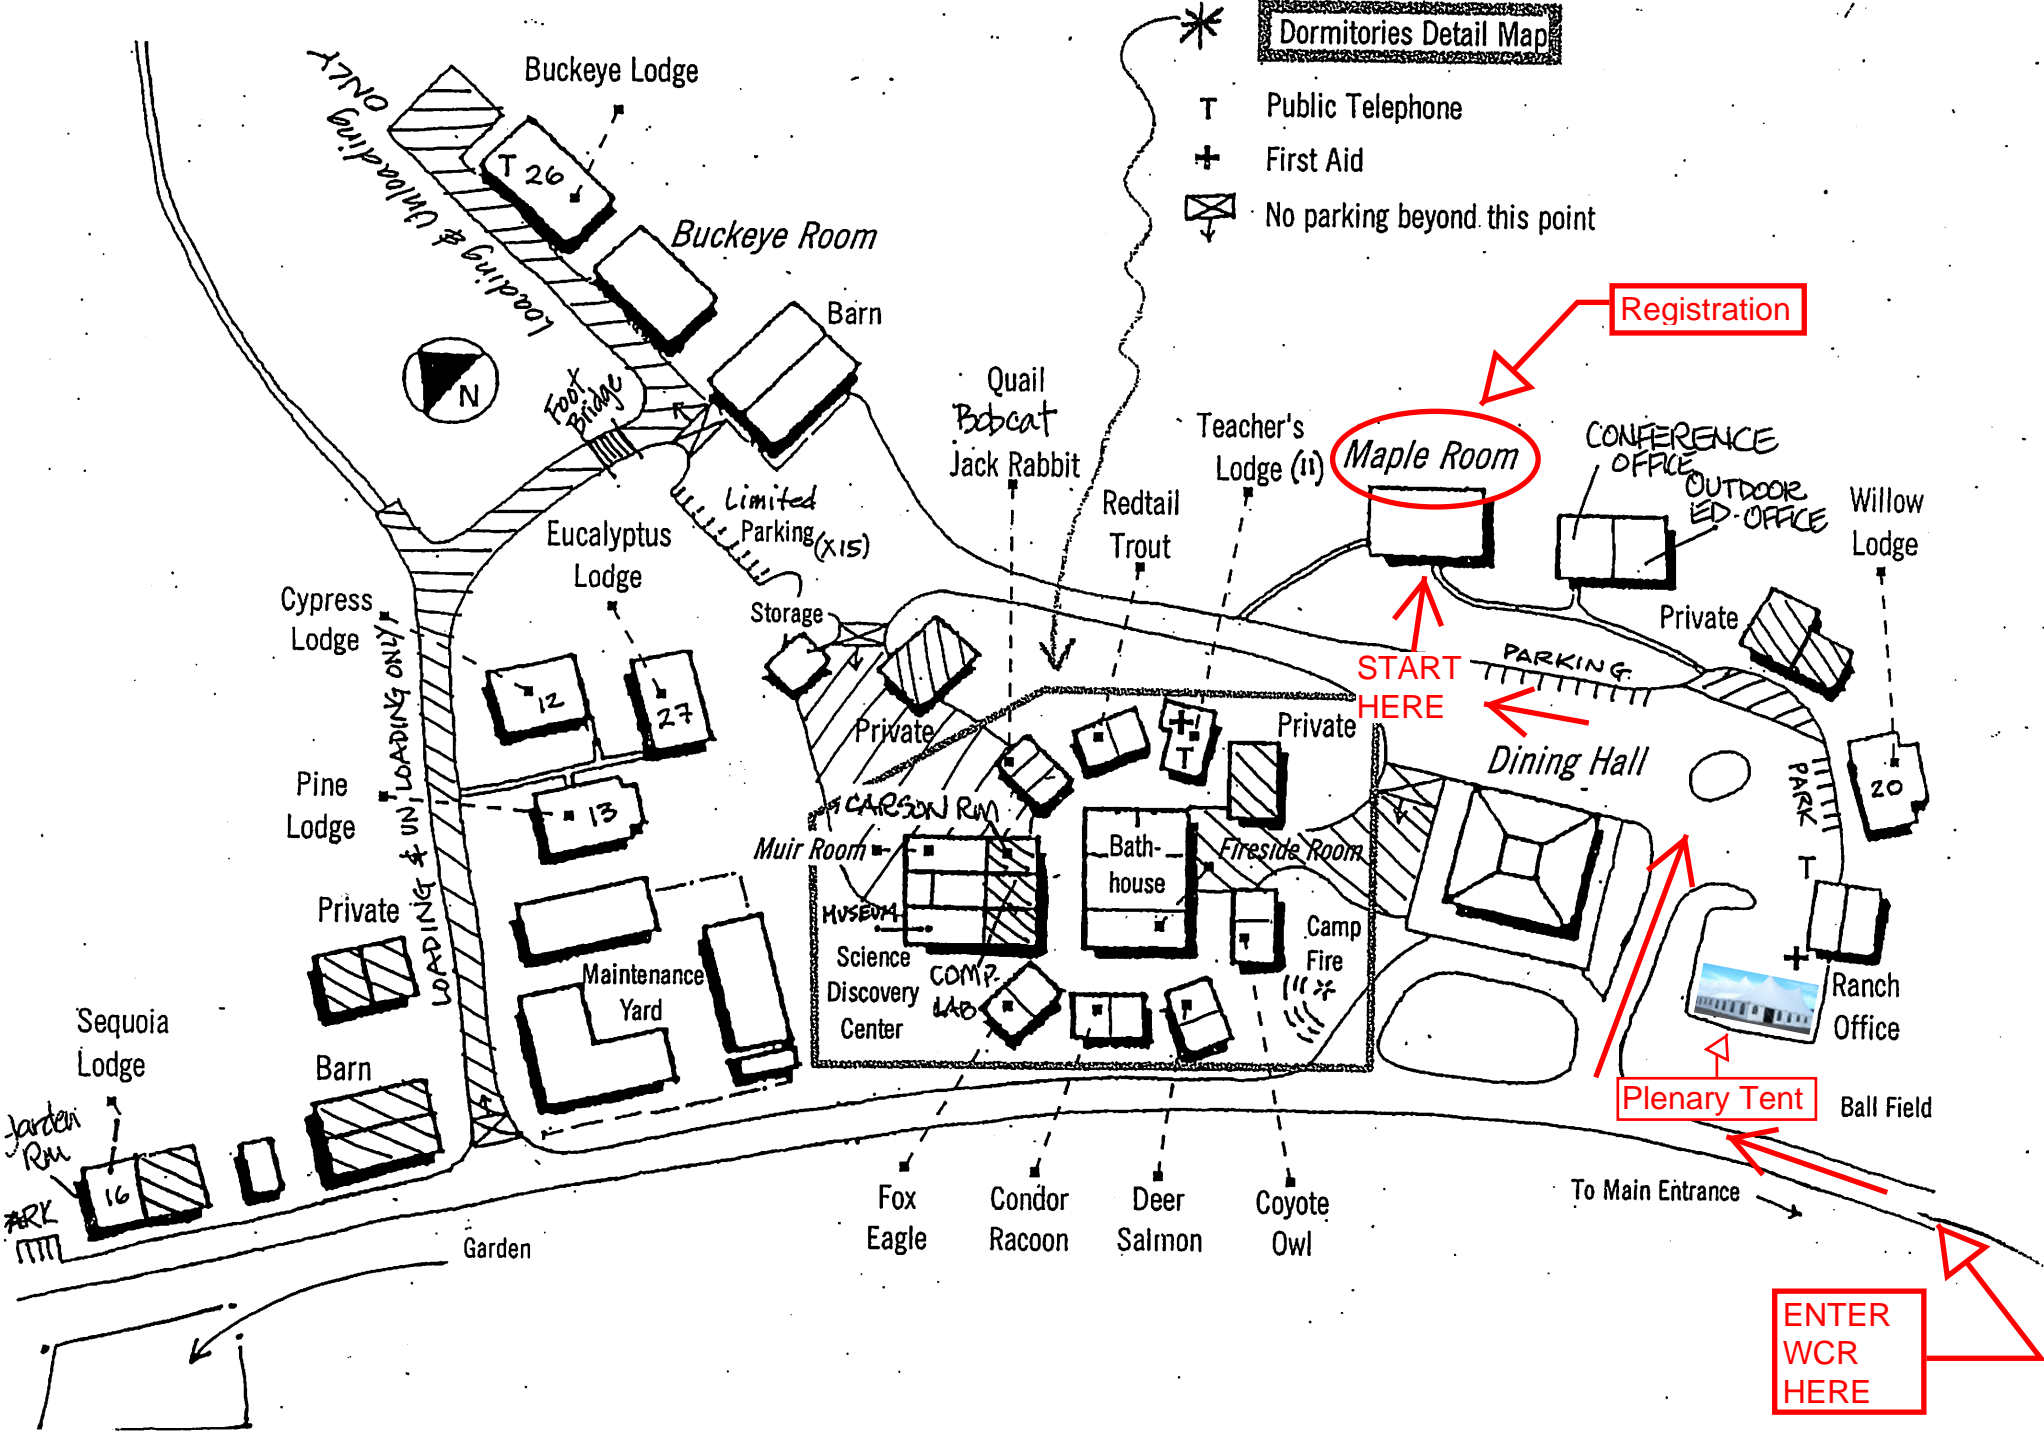 Dormitories Detail Map
T Public Telephone
First Aid
No parking beyond this point
Buckeye Lodge
T 26
Loading & Unloading
ONLY
Buckeye Room
Barn
N
Foot
Bridge
Limited
Parking (X15)
Registration
Quail
Bobcat
Jack Rabbit
Redtail
Trout
Teacher's
Lodge (11)
Maple Room
CONFERENCE
OFFICE
OUTDOOR
ED-OFFICE
Willow
Lodge
Eucalyptus
Lodge
Cypress
Lodge
Storage
Private
START
HERE
PARKING
12
27
Private
Private
T
Dining Hall
PARK
20
Pine
Lodge
13
LOADING & UNLOADING ONLY
CARSON RM
Muir Room
Bath-
house
Fireside Room
T
Private
MUSEUM
Science
Discovery
Center
COMP.
LAB
Camp
Fire
Ranch
Office
Maintenance
Yard
Sequoia
Lodge
Barn
Garden
RM
16
ARK
Plenary Tent
Ball Field
To Main Entrance
Fox
Eagle
Condor
Racoon
Deer
Salmon
Coyote
Owl
Garden
ENTER
WCR
HERE